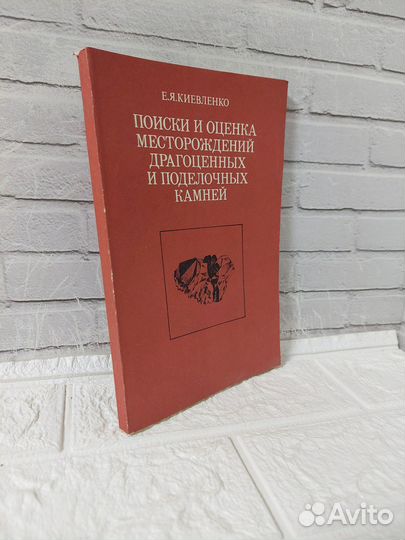 Е.Я.КИЕВЛЕНКО
ПОИСКИ И ОЦЕНКА
МЕСТОРОЖДЕНИЙ
ДРАГОЦЕННЫХ
И ПОДЕЛОЧНЫХ
КАМНЕЙ
Avito